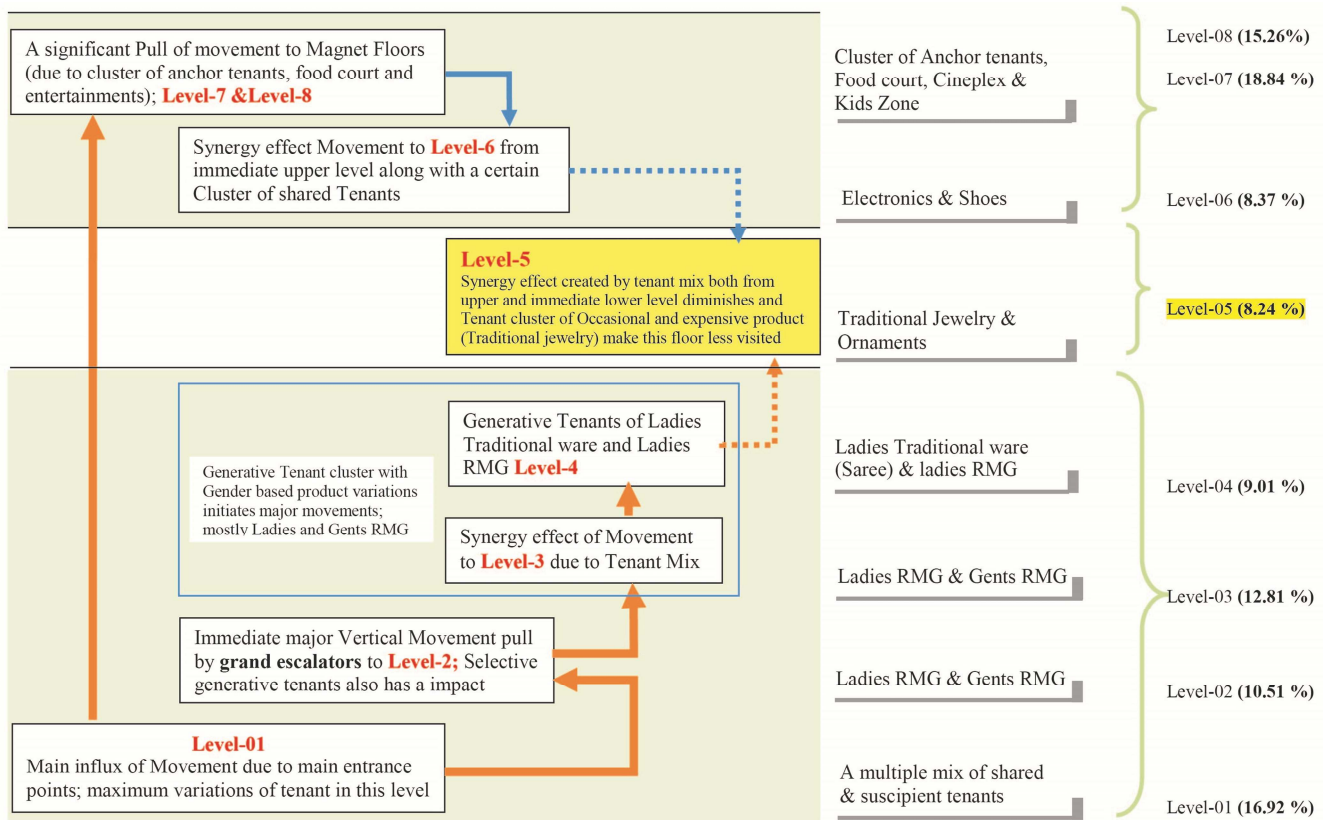 A significant Pull of movement to Magnet Floors
(due to cluster of anchor tenants, food court and
entertainments); Level-7 &Level-8
Synergy effect Movement to Level-6 from
immediate upper level along with a certain
Cluster of shared Tenants
Level-5
Synergy effect created by tenant mix both from
upper and immediate lower level diminishes and
Tenant cluster of Occasional and expensive product
(Traditional jewelry) make this floor less visited
Generative Tenants of Ladies
Traditional ware and Ladies
RMG Level-4
Generative Tenant cluster with
Gender based product variations
initiates major movements;
mostly Ladies and Gents RMG
Synergy effect of Movement
to Level-3 due to Tenant Mix
Immediate major Vertical Movement pull
by grand escalators to Level-2; Selective
generative tenants also has a impact
Level-01
Main influx of Movement due to main entrance
points; maximum variations of tenant in this level
Cluster of Anchor tenants,
Food court, Cineplex &
Kids Zone
Electronics & Shoes
Traditional Jewelry &
Ornaments
Ladies Traditional ware
(Saree) & ladies RMG
Ladies RMG & Gents RMG
Ladies RMG & Gents RMG
A multiple mix of shared
& suscipient tenants
Level-08 (15.26%)
Level-07 (18.84 %)
Level-06 (8.37 %)
Level-05 (8.24 %)
Level-04 (9.01 %)
Level-03 (12.81 %)
Level-02 (10.51 %)
Level-01 (16.92 %)